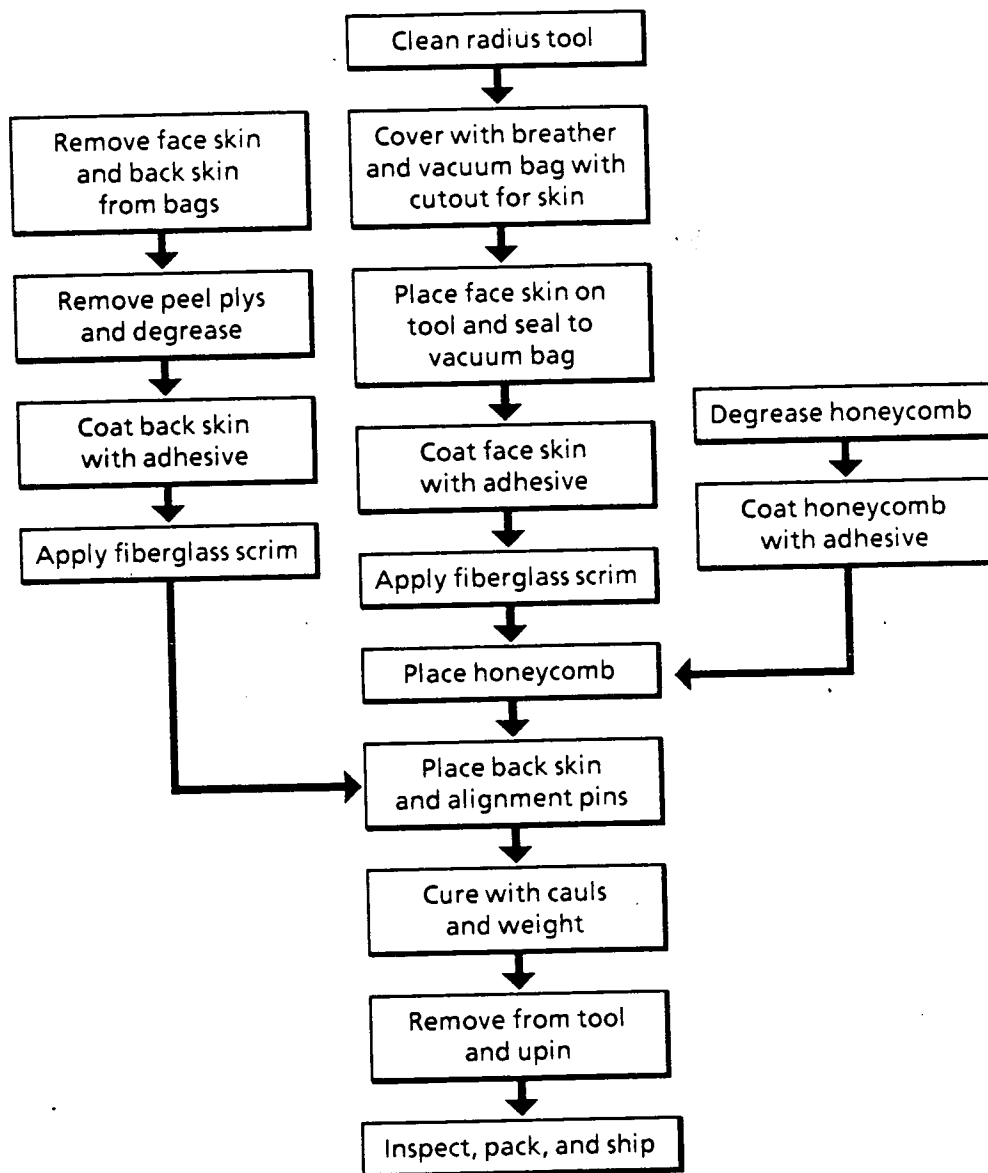 Clean radius tool
Remove face skin
and back skin
from bags
Cover with breather
and vacuum bag with
cutout for skin
Remove peel plys
and degrease
Place face skin on
tool and seal to
vacuum bag
Coat back skin
with adhesive
Coat face skin
with adhesive
Degrease honeycomb
Coat honeycomb
with adhesive
Apply fiberglass scrim
Apply fiberglass scrim
Place honeycomb
Place back skin
and alignment pins
Cure with cauls
and weight
Remove from tool
and upin
Inspect, pack, and ship